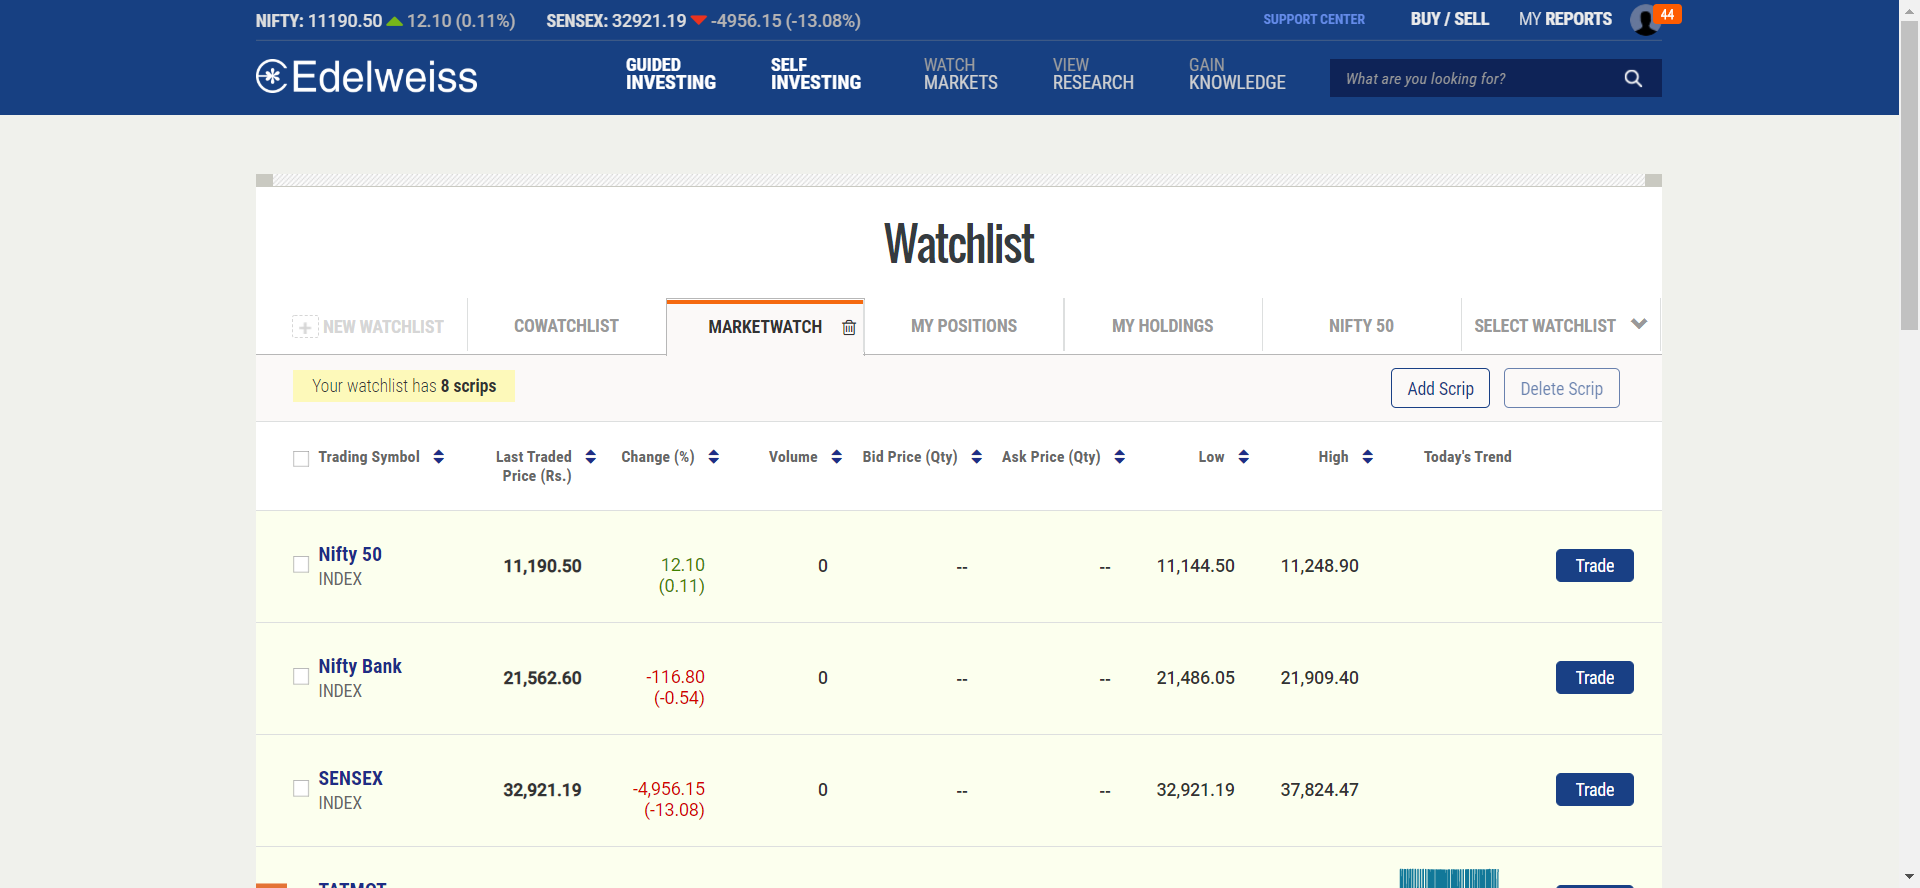 NIFTY: 11190.50 12.10 (0.11%) SENSEX: 32921.19 -4956.15 (-13.08%) SUPPORT CENTER BUY / SELL MY REPORTS 44
Edelweiss
GUIDED INVESTING
SELF INVESTING
WATCH MARKETS
VIEW RESEARCH
GAIN KNOWLEDGE
What are you looking for?
Watchlist
NEW WATCHLIST COWATCHLIST MARKETWATCH MY POSITIONS MY HOLDINGS NIFTY 50 SELECT WATCHLIST
Your watchlist has 8 scrips Add Scrip Delete Scrip
Trading Symbol Last Traded Price (Rs.) Change (%) Volume Bid Price (Qty) Ask Price (Qty) Low High Today's Trend
Nifty 50
INDEX
11,190.50
12.10
(0.11)
0 -- -- 11,144.50 11,248.90 Trade
Nifty Bank
INDEX
21,562.60
-116.80
(-0.54)
0 -- -- 21,486.05 21,909.40 Trade
SENSEX
INDEX
32,921.19
-4,956.15
(-13.08)
0 -- -- 32,921.19 37,824.47 Trade
TATMOT